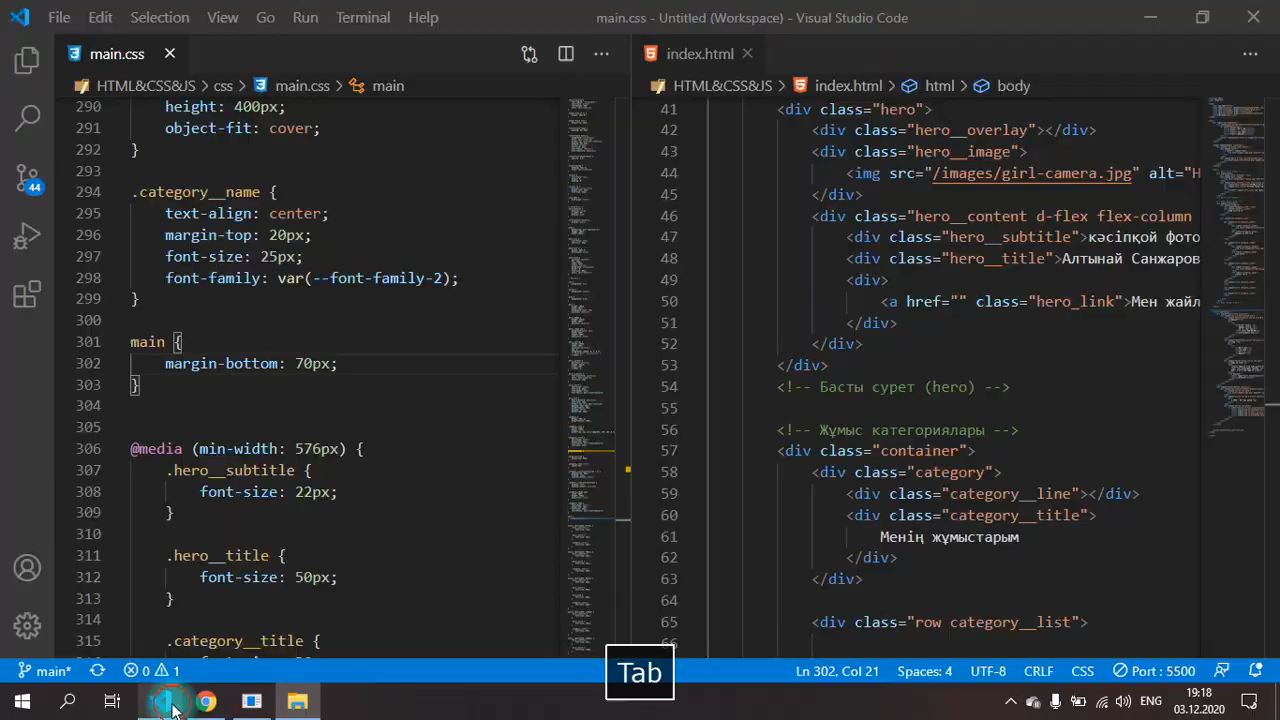 File Edit Selection View Go Run Terminal Help main.css - Untitled (Workspace) - Visual Studio Code
main.css
HTML&CSS&JS > css > main.css > main
290 height: 400px;
291 object-fit: cover;
292 }
293
294 .category__name {
295 text-align: center;
296 margin-top: 20px;
297 font-size: 25px;
298 font-family: var(--font-family-2);
299 }
300
301 main {
302 margin-bottom: 70px;
303 }
304
305
306 @media (min-width: 576px) {
307 .hero__subtitle {
308 font-size: 22px;
309 }
310
311 .hero__title {
312 font-size: 50px;
313 }
314
315 .category__title {
index.html
HTML&CSS&JS > index.html > html > body
41 <div class="hero">
42 <div class="hero__overlay"></div>
43 <div class="hero__image">
44 <img src="/images/girl-camera.jpg" alt="H
45 </div>
46 <div class="hero__content d-flex flex-column
47 <div class="hero__subtitle">кәсіпқой фото
48 <div class="hero__title">Алтынай Санжаров
49 <div>
50 <a href="" class="hero_link">Мен жайл
51 </div>
52 </div>
53 </div>
54 <!-- Басты сурет (hero) -->
55
56 <!-- Жұмыс категориялары -->
57 <div class="container">
58 <div class="category">
59 <div class="category__line"></div>
60 <div class="category__title">
61 Менің жұмыстарым
62 </div>
63 </div>
64
65 <div class="row category__list">
66
Tab
44
main* 0 1 Ln 302, Col 21 Spaces: 4 UTF-8 CRLF CSS Port : 5500
ENG 19:18
03.12.2020